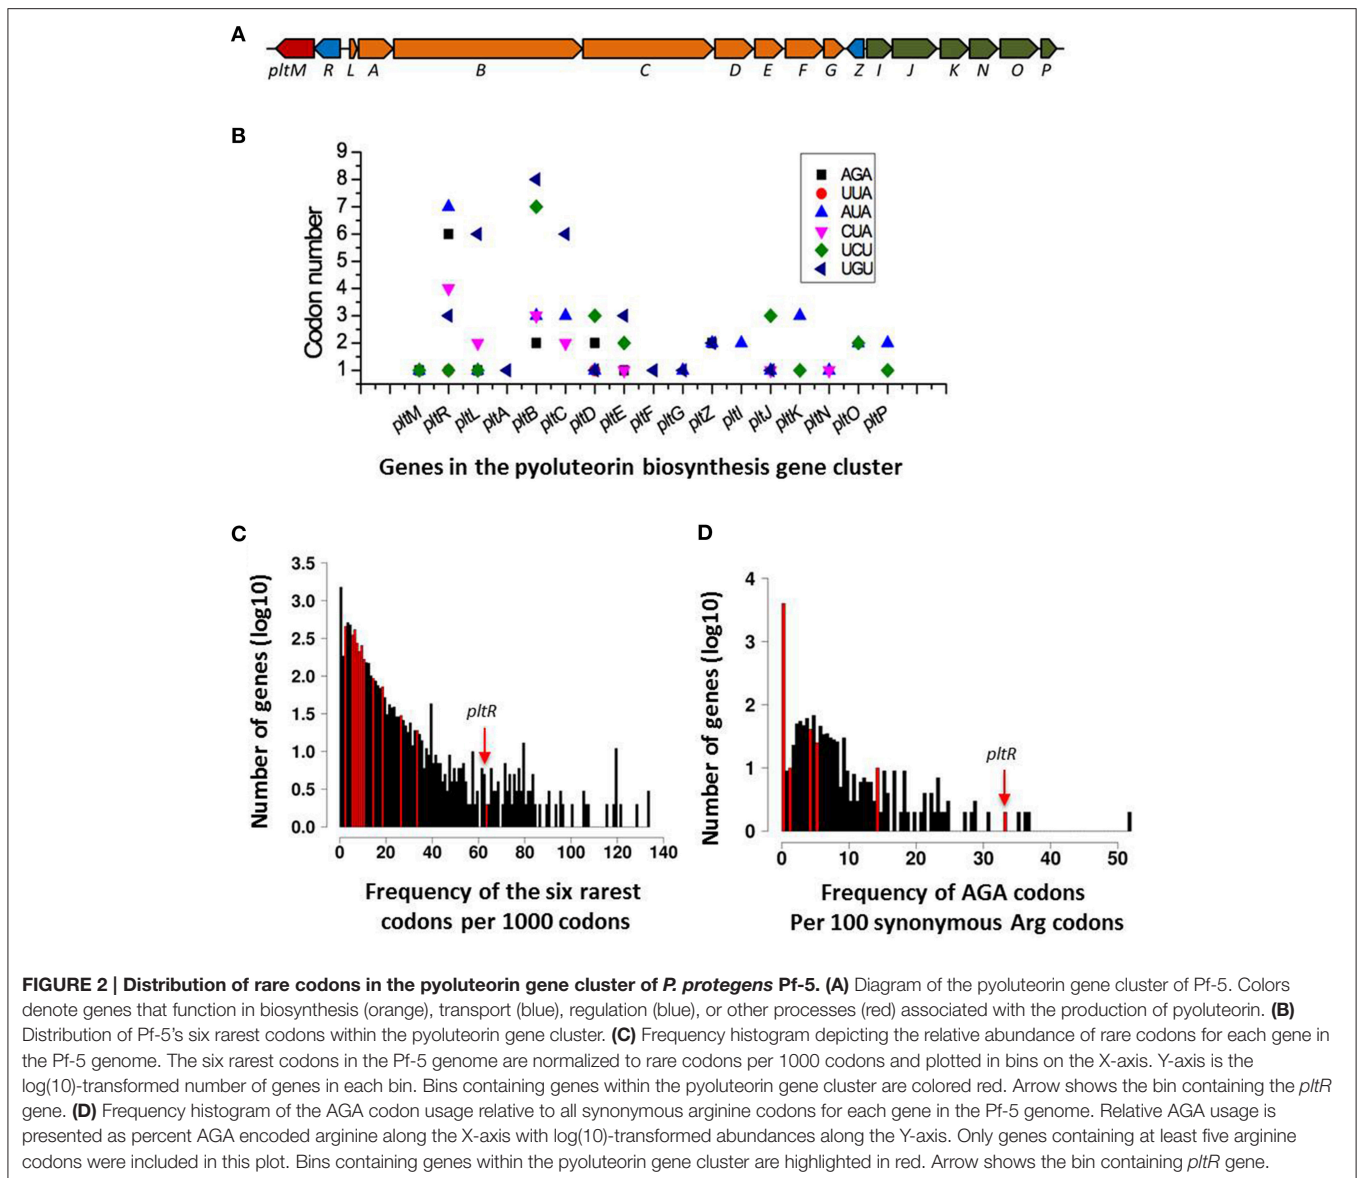 A
pltM R L A B C D E F G Z I J K N O P
B
9
8
7
6
5
4
3
2
1
Codon number
AGA
UUA
AUA
CUA
UCU
UGU
pltM pltR pltL pltA pltB pltC pltD pltE pltF pltG pltZ pltI pltJ pltK pltN pltO pltP
Genes in the pyoluteorin biosynthesis gene cluster
C
3.5
3.0
2.5
2.0
1.5
1.0
0.5
0.0
Number of genes (log10)
pltR
0 20 40 60 80 100 120 140
Frequency of the six rarest
codons per 1000 codons
D
4
3
2
1
0
Number of genes (log10)
pltR
0 10 20 30 40 50
Frequency of AGA codons
Per 100 synonymous Arg codons
FIGURE 2 | Distribution of rare codons in the pyoluteorin gene cluster of P. protegens Pf-5. (A) Diagram of the pyoluteorin gene cluster of Pf-5. Colors
denote genes that function in biosynthesis (orange), transport (blue), regulation (blue), or other processes (red) associated with the production of pyoluteorin. (B)
Distribution of Pf-5's six rarest codons within the pyoluteorin gene cluster. (C) Frequency histogram depicting the relative abundance of rare codons for each gene in
the Pf-5 genome. The six rarest codons in the Pf-5 genome are normalized to rare codons per 1000 codons and plotted in bins on the X-axis. Y-axis is the
log(10)-transformed number of genes in each bin. Bins containing genes within the pyoluteorin gene cluster are colored red. Arrow shows the bin containing the pltR
gene. (D) Frequency histogram of the AGA codon usage relative to all synonymous arginine codons for each gene in the Pf-5 genome. Relative AGA usage is
presented as percent AGA encoded arginine along the X-axis with log(10)-transformed abundances along the Y-axis. Only genes containing at least five arginine
codons were included in this plot. Bins containing genes within the pyoluteorin gene cluster are highlighted in red. Arrow shows the bin containing pltR gene.